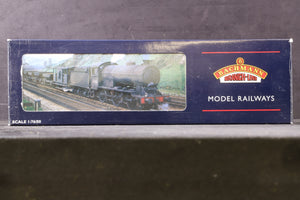 BACHMANN
BRANCH-LINE
MODEL RAILWAYS
SCALE 1:76/00